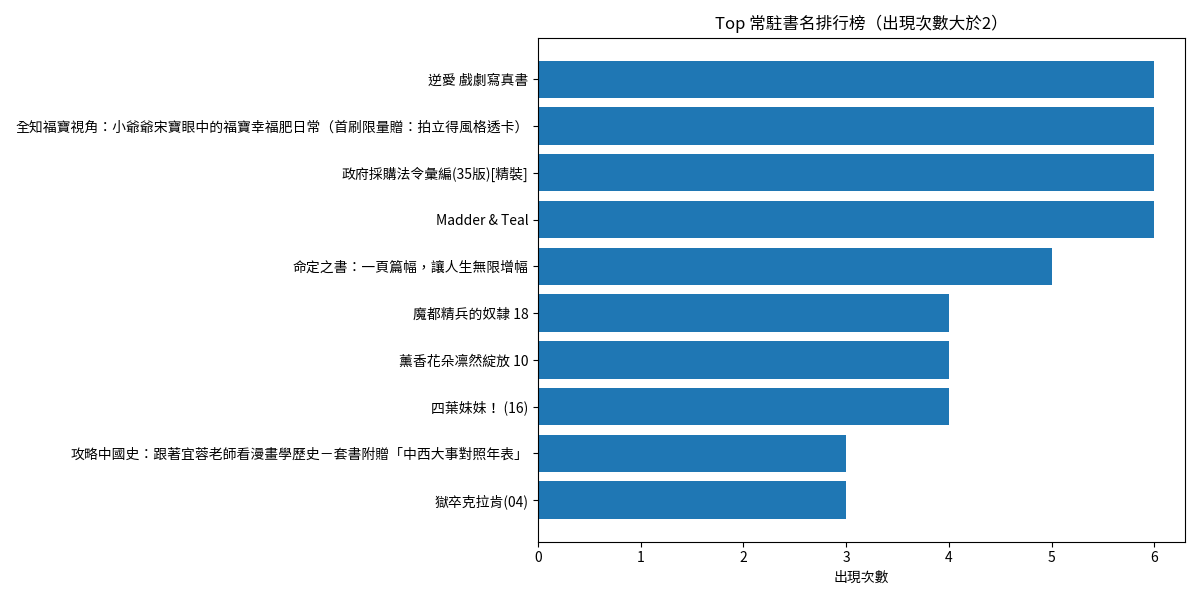 Top 常駐書名排行榜（出現次數大於2）
逆愛 戲劇寫真書
全知福寶視角：小爺爺宋寶眼中的福寶幸福肥日常（首刷限量贈：拍立得風格透卡）
政府採購法令彙編(35版)[精裝]
Madder & Teal
命定之書：一頁篇幅，讓人生無限增幅
魔都精兵的奴隸 18
薰香花朵凛然綻放 10
四葉妹妹！ (16)
攻略中國史：跟著宜蓉老師看漫畫學歷史－套書附贈「中西大事對照年表」
獄卒克拉肯(04)
0 1 2 3 4 5 6
出現次數